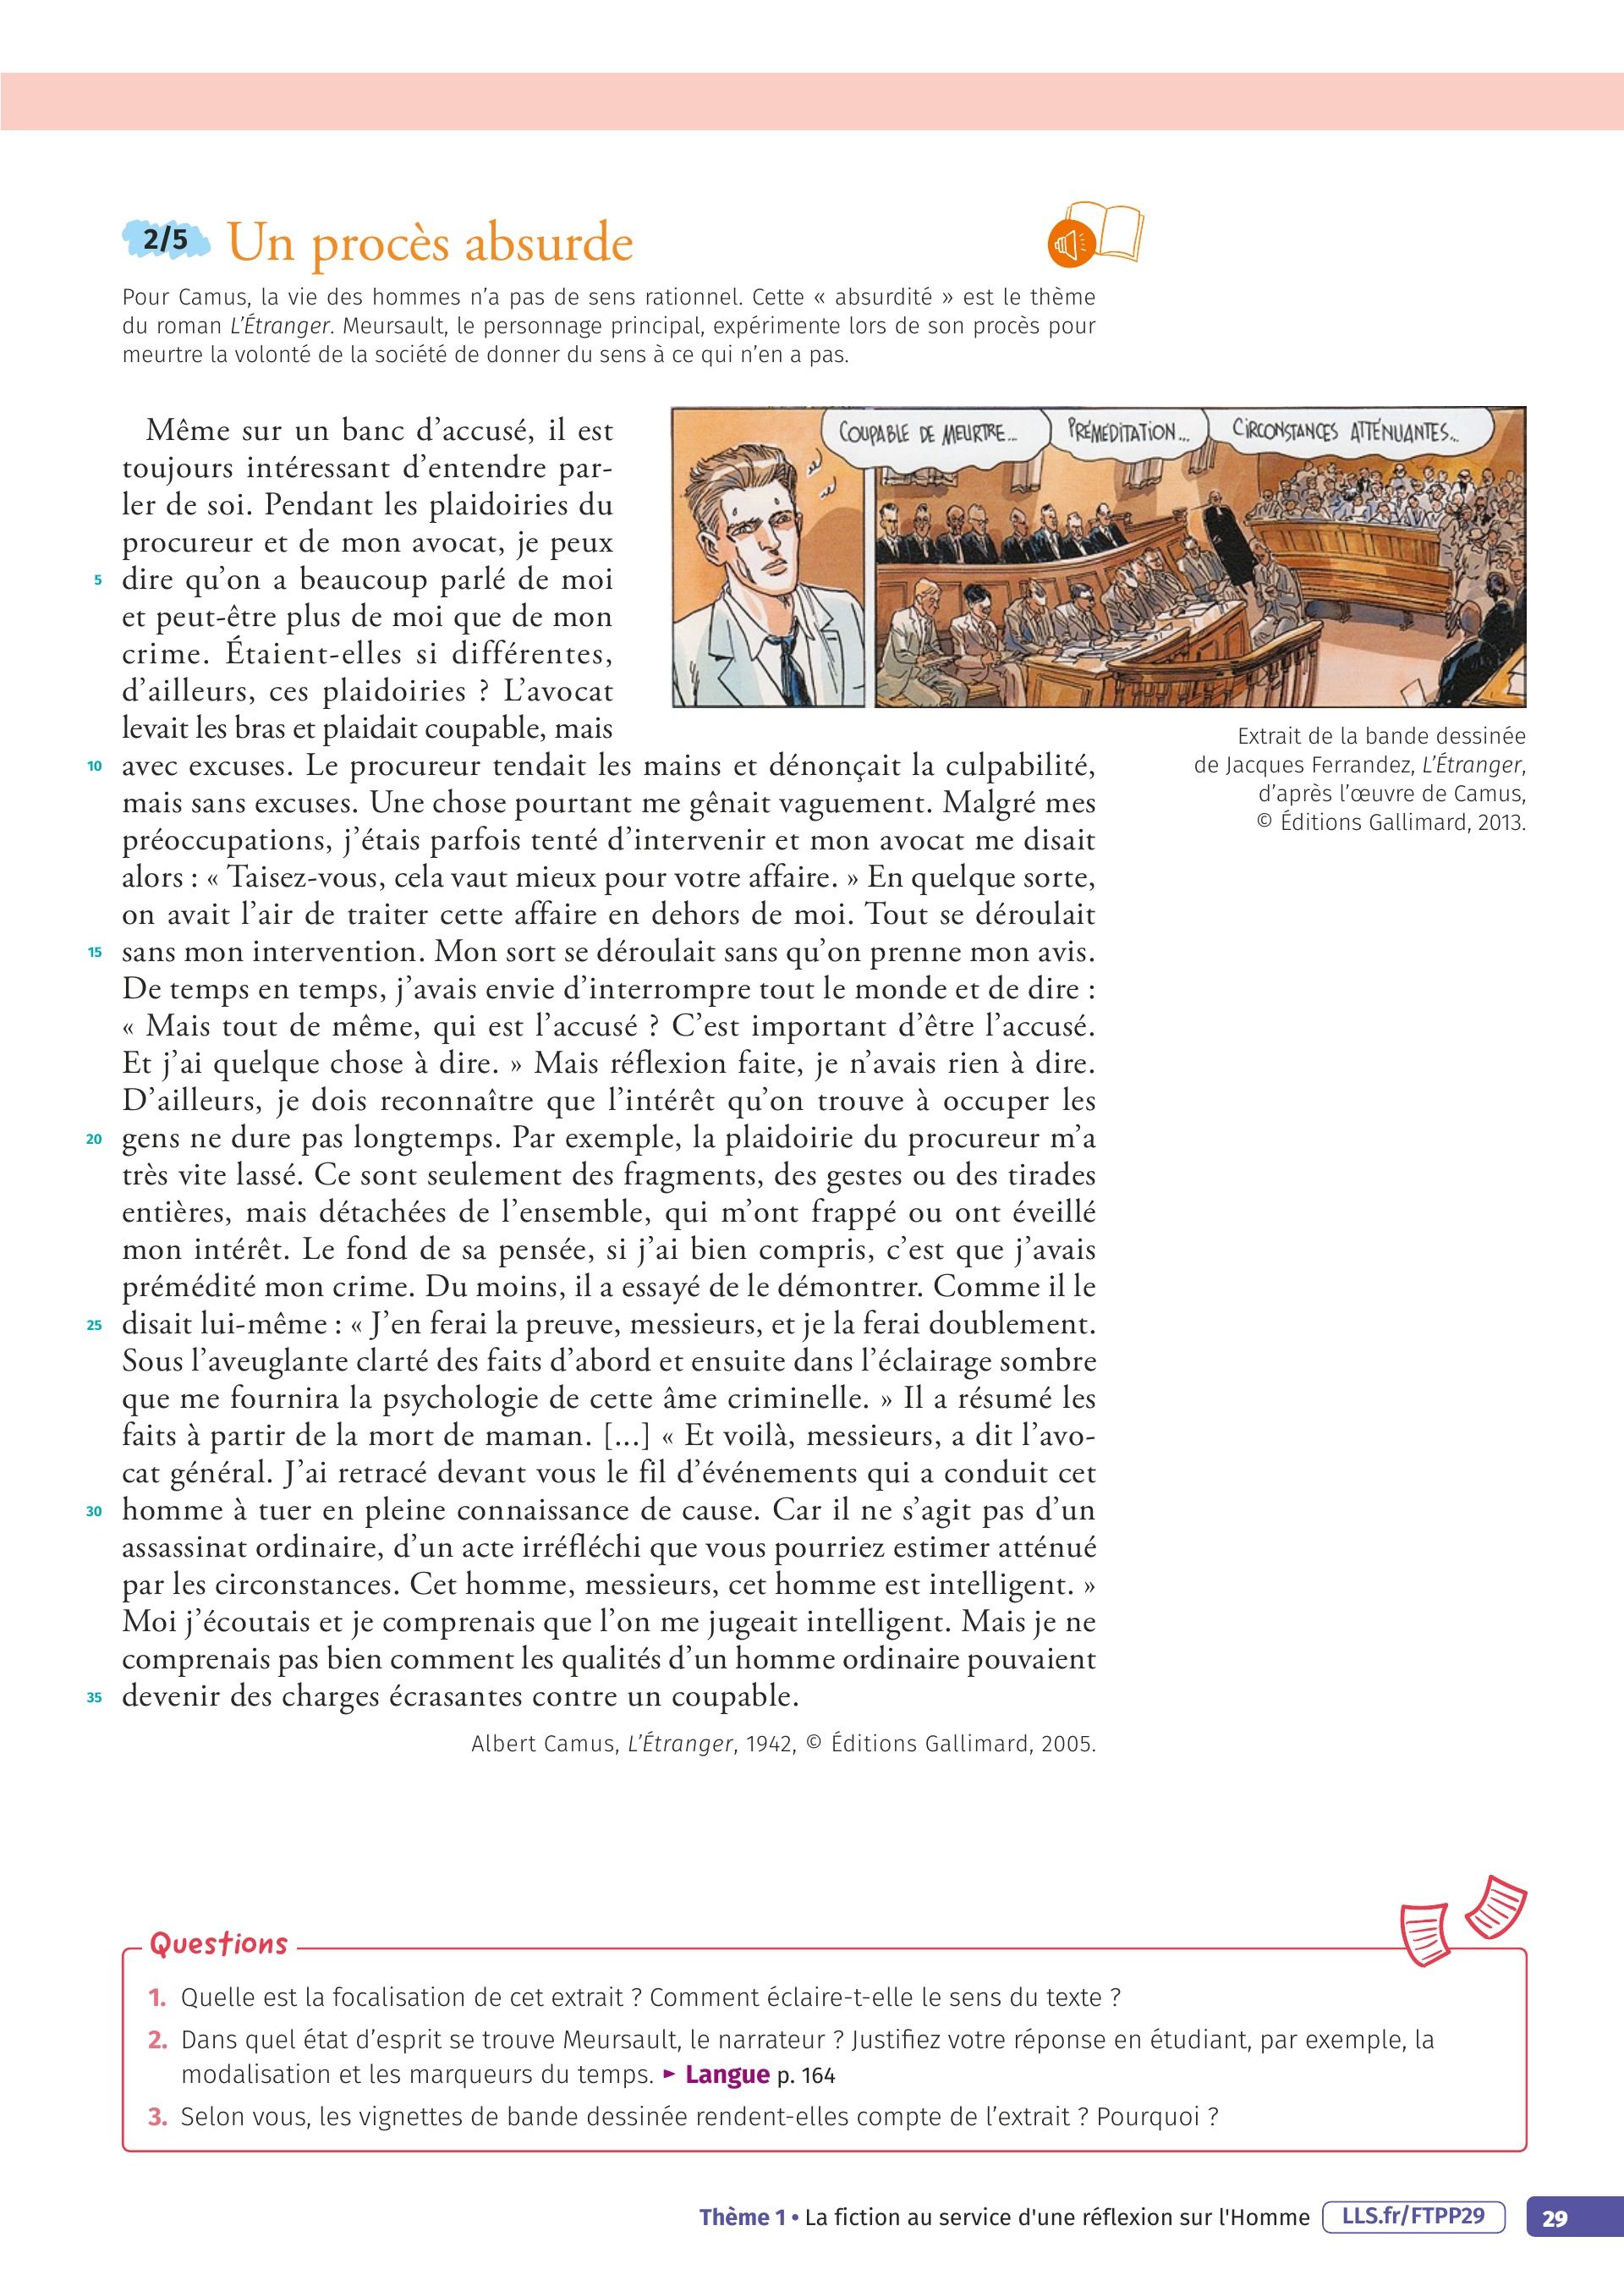 2/5 Un procès absurde
Pour Camus, la vie des hommes n’a pas de sens rationnel. Cette « absurdité » est le thème
du roman L’Étranger. Meursault, le personnage principal, expérimente lors de son procès pour
meurtre la volonté de la société de donner du sens à ce qui n’en a pas.
Même sur un banc d’accusé, il est
toujours intéressant d’entendre par-
ler de soi. Pendant les plaidoiries du
procureur et de mon avocat, je peux
5 dire qu’on a beaucoup parlé de moi
et peut-être plus de moi que de mon
crime. Étaient-elles si différentes,
d’ailleurs, ces plaidoiries ? L’avocat
levait les bras et plaidait coupable, mais
10 avec excuses. Le procureur tendait les mains et dénonçait la culpabilité,
mais sans excuses. Une chose pourtant me gênait vaguement. Malgré mes
préoccupations, j’étais parfois tenté d’intervenir et mon avocat me disait
alors : « Taisez-vous, cela vaut mieux pour votre affaire. » En quelque sorte,
on avait l’air de traiter cette affaire en dehors de moi. Tout se déroulait
15 sans mon intervention. Mon sort se déroulait sans qu’on prenne mon avis.
De temps en temps, j’avais envie d’interrompre tout le monde et de dire :
« Mais tout de même, qui est l’accusé ? C’est important d’être l’accusé.
Et j’ai quelque chose à dire. » Mais réflexion faite, je n’avais rien à dire.
D’ailleurs, je dois reconnaître que l’intérêt qu’on trouve à occuper les
20 gens ne dure pas longtemps. Par exemple, la plaidoirie du procureur m’a
très vite lassé. Ce sont seulement des fragments, des gestes ou des tirades
entières, mais détachées de l’ensemble, qui m’ont frappé ou ont éveillé
mon intérêt. Le fond de sa pensée, si j’ai bien compris, c’est que j’avais
prémédité mon crime. Du moins, il a essayé de le démontrer. Comme il le
25 disait lui-même : « J’en ferai la preuve, messieurs, et je la ferai doublement.
Sous l’aveuglante clarté des faits d’abord et ensuite dans l’éclairage sombre
que me fournira la psychologie de cette âme criminelle. » Il a résumé les
faits à partir de la mort de maman. [...] « Et voilà, messieurs, a dit l’avo-
cat général. J’ai retracé devant vous le fil d’événements qui a conduit cet
30 homme à tuer en pleine connaissance de cause. Car il ne s’agit pas d’un
assassinat ordinaire, d’un acte irréfléchi que vous pourriez estimer atténué
par les circonstances. Cet homme, messieurs, cet homme est intelligent. »
Moi j’écoutais et je comprenais que l’on me jugeait intelligent. Mais je ne
comprenais pas bien comment les qualités d’un homme ordinaire pouvaient
35 devenir des charges écrasantes contre un coupable.
Albert Camus, L’Étranger, 1942, © Éditions Gallimard, 2005.
COUPABLE DE MEURTRE...
PRÉMÉDITATION...
CIRCONSTANCES ATTÉNUANTES...
Extrait de la bande dessinée
de Jacques Ferrandez, L’Étranger,
d’après l’œuvre de Camus,
© Éditions Gallimard, 2013.
Questions
1. Quelle est la focalisation de cet extrait ? Comment éclaire-t-elle le sens du texte ?
2. Dans quel état d’esprit se trouve Meursault, le narrateur ? Justifiez votre réponse en étudiant, par exemple, la
modalisation et les marqueurs du temps. ► Langue p. 164
3. Selon vous, les vignettes de bande dessinée rendent-elles compte de l’extrait ? Pourquoi ?
Thème 1 • La fiction au service d'une réflexion sur l'Homme LLS.fr/FTPP29 29